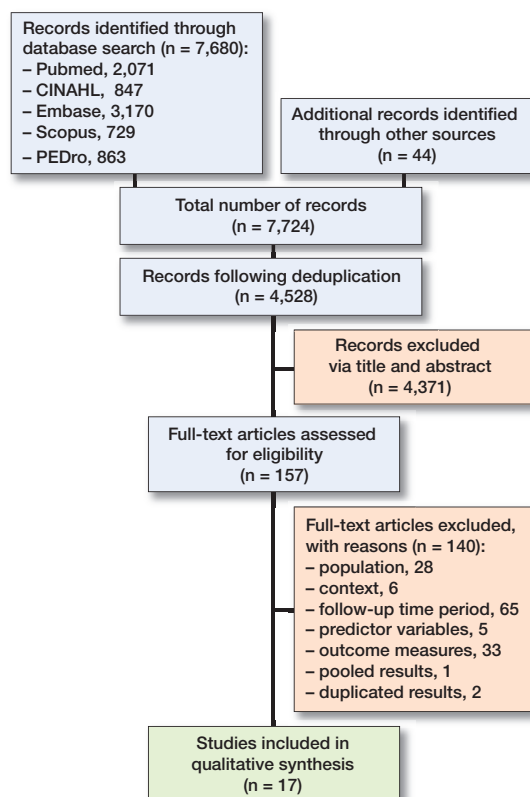 Records identified through
database search (n = 7,680):
– Pubmed, 2,071
– CINAHL, 847
– Embase, 3,170
– Scopus, 729
– PEDro, 863
Additional records identified
through other sources
(n = 44)
Total number of records
(n = 7,724)
Records following deduplication
(n = 4,528)
Records excluded
via title and abstract
(n = 4,371)
Full-text articles assessed
for eligibility
(n = 157)
Full-text articles excluded,
with reasons (n = 140):
– population, 28
– context, 6
– follow-up time period, 65
– predictor variables, 5
– outcome measures, 33
– pooled results, 1
– duplicated results, 2
Studies included in
qualitative synthesis
(n = 17)